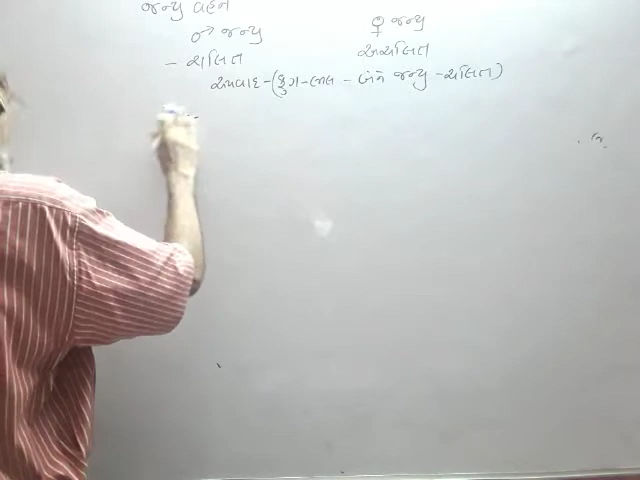 જન્યુ વહન
♂ જન્યુ ♀ જન્યુ
- ચલિત અચલિત
અપવાદ - (ફુગ - લીલ - બંને જન્યુ - ચલિત)